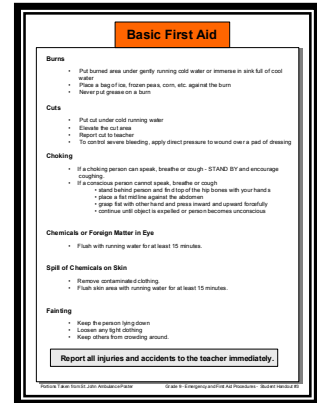 Basic First Aid
Burns
• Put burned area under gently running cold water or immerse in sink full of cool
water
• Place a bag of ice, frozen peas, corn, etc. against the burn
• Never put grease on a burn
Cuts
• Put cut under cold running water
• Elevate the cut area
• Report cut to teacher
• To control severe bleeding, apply direct pressure to wound over a pad of dressing
Choking
• If a choking person can speak, breathe or cough - STAND BY and encourage
coughing.
• If a conscious person cannot speak, breathe or cough
• stand behind person and find top of the hip bones with your hands
• place a fist midline against the abdomen
• grasp fist with other hand and press inward and upward forcefully
• continue until object is expelled or person becomes unconscious
Chemicals or Foreign Matter in Eye
• Flush with running water for at least 15 minutes.
Spill of Chemicals on Skin
• Remove contaminated clothing.
• Flush skin area with running water for at least 15 minutes.
Fainting
• Keep the person lying down
• Loosen any tight clothing
• Keep others from crowding around.
Report all injuries and accidents to the teacher immediately.
Portions Taken from St. John Ambulance Poster Grade 9 - Emergency and First Aid Procedures - Student Handout #3